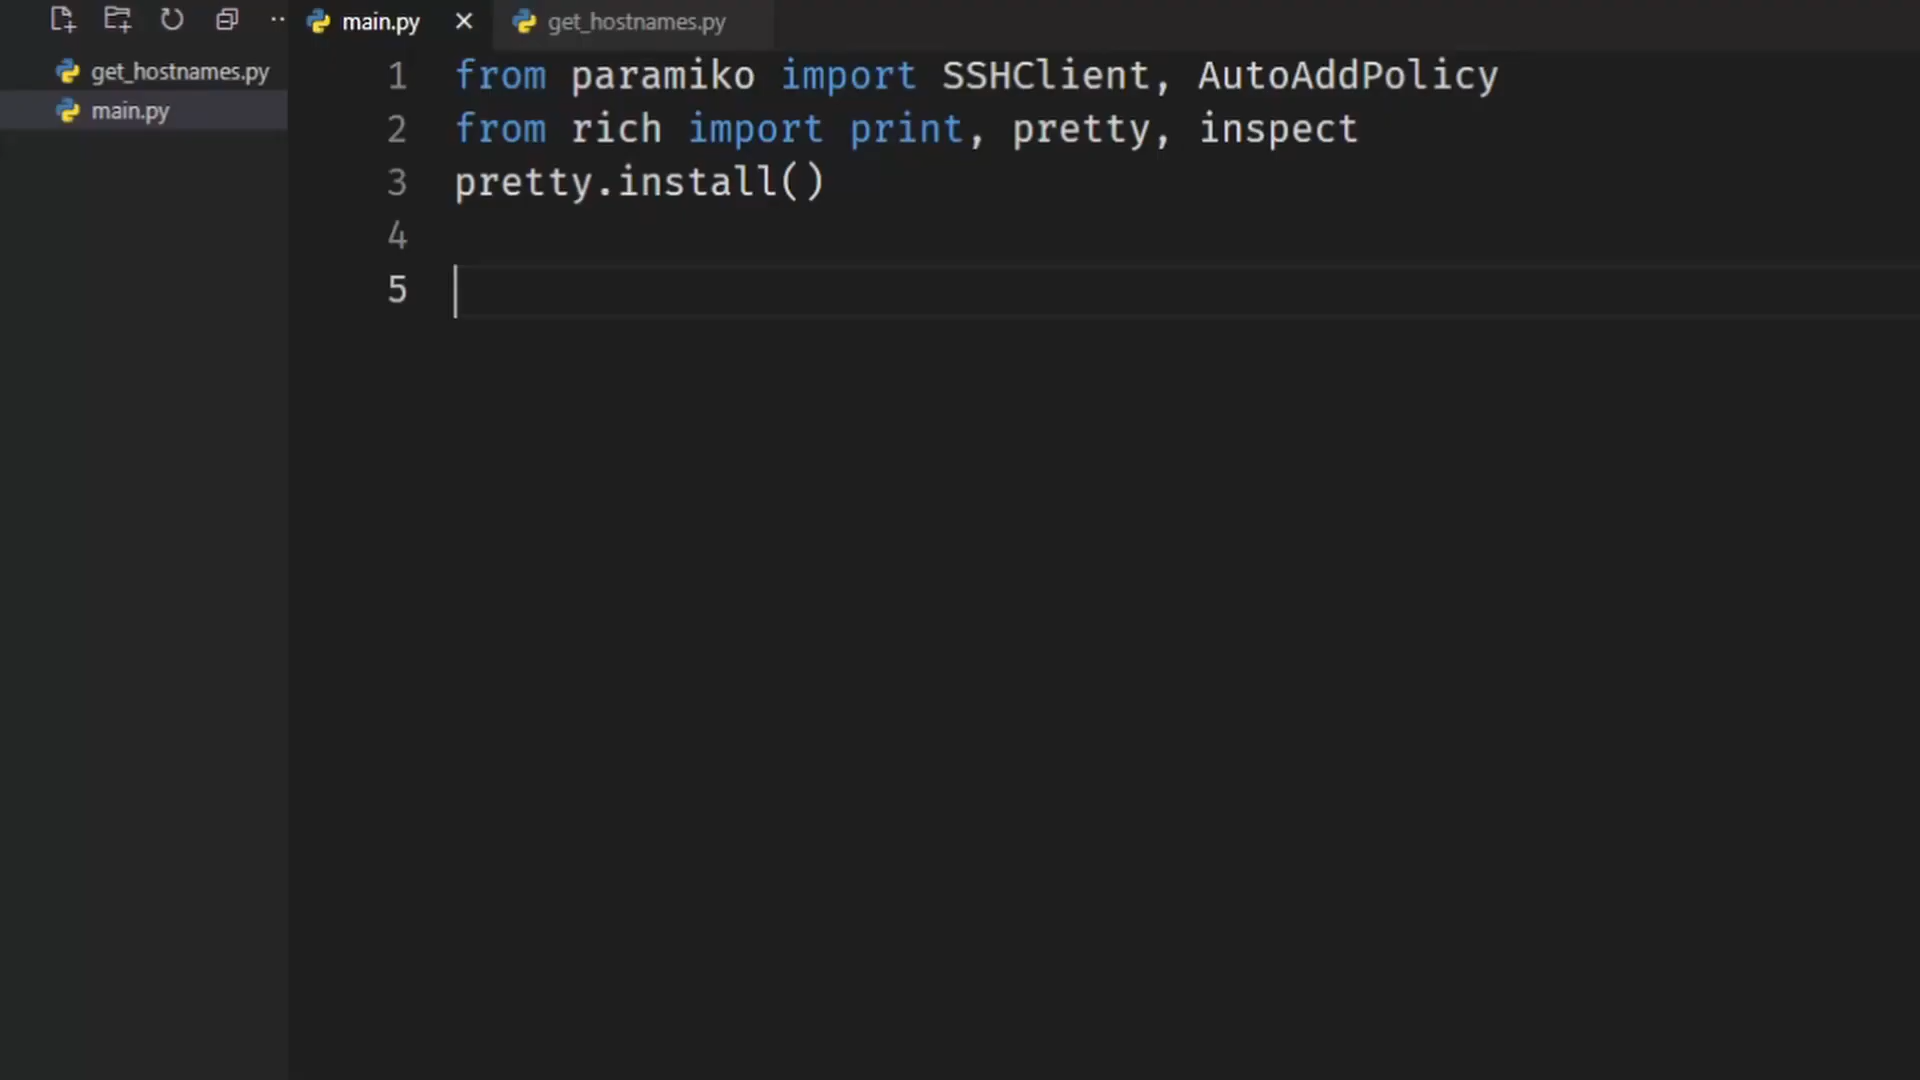 main.py
get_hostnames.py
get_hostnames.py
main.py
1 from paramiko import SSHClient, AutoAddPolicy
2 from rich import print, pretty, inspect
3 pretty.install()
4
5